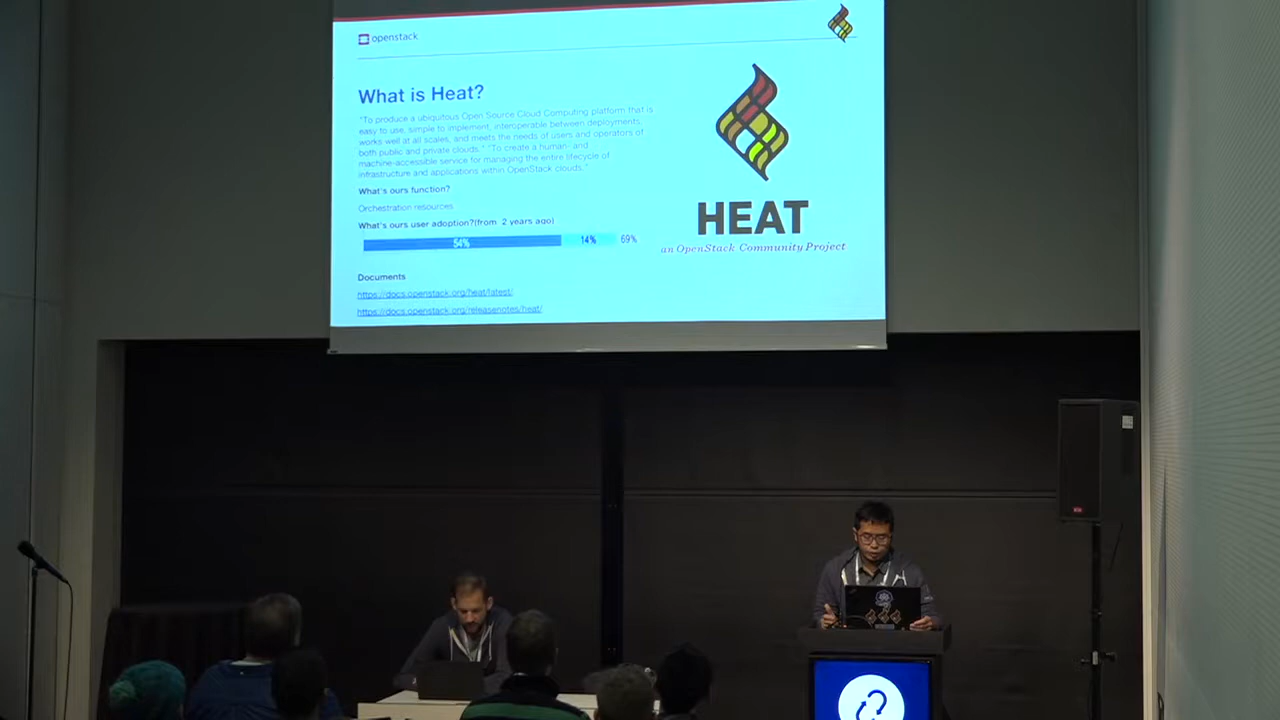 openstack
What is Heat?
"To produce a ubiquitous Open Source Cloud Computing platform that is
easy to use, simple to implement, interoperable between deployments,
works well at all scales, and meets the needs of users and operators of
both public and private clouds." "To create a human- and
machine-accessible service for managing the entire lifecycle of
infrastructure and applications within OpenStack clouds."
What's ours function?
Orchestration resources
What's ours user adoption?(from 2 years ago)
54% 14% 69%
Documents
https://docs.openstack.org/heat/latest/
https://docs.openstack.org/releasenotes/heat/
HEAT
an OpenStack Community Project